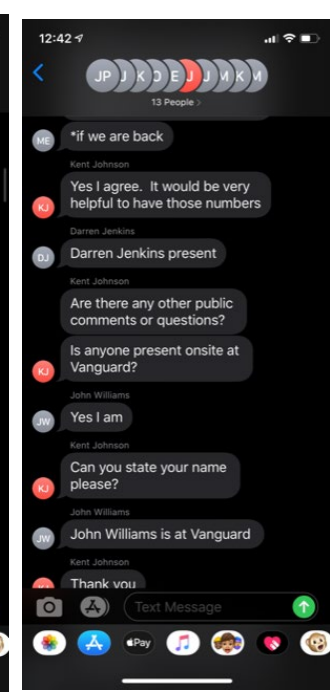 12:42
JP J K D E J J M K M
13 People >
ME
*if we are back
Kent Johnson
Yes I agree. It would be very
helpful to have those numbers
KJ
Darren Jenkins
DJ
Darren Jenkins present
Kent Johnson
Are there any other public
comments or questions?
Is anyone present onsite at
Vanguard?
KJ
John Williams
JW
Yes I am
Kent Johnson
Can you state your name
please?
KJ
John Williams
JW
John Williams is at Vanguard
Kent Johnson
KJ
Thank you
Text Message
Pay